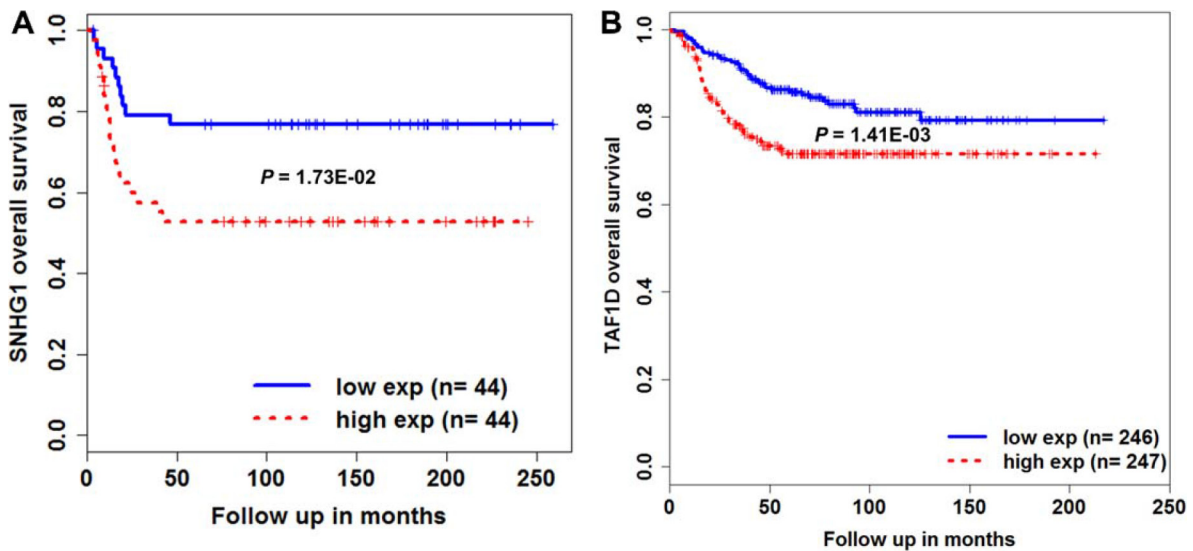 A
SNHG1 overall survival
1.0
0.8
0.6
0.4
0.2
0.0
P = 1.73E-02
low exp (n= 44)
high exp (n= 44)
0 50 100 150 200 250
Follow up in months
B
TAF1D overall survival
1.0
0.8
0.6
0.4
0.2
0.0
P = 1.41E-03
low exp (n= 246)
high exp (n= 247)
0 50 100 150 200 250
Follow up in months